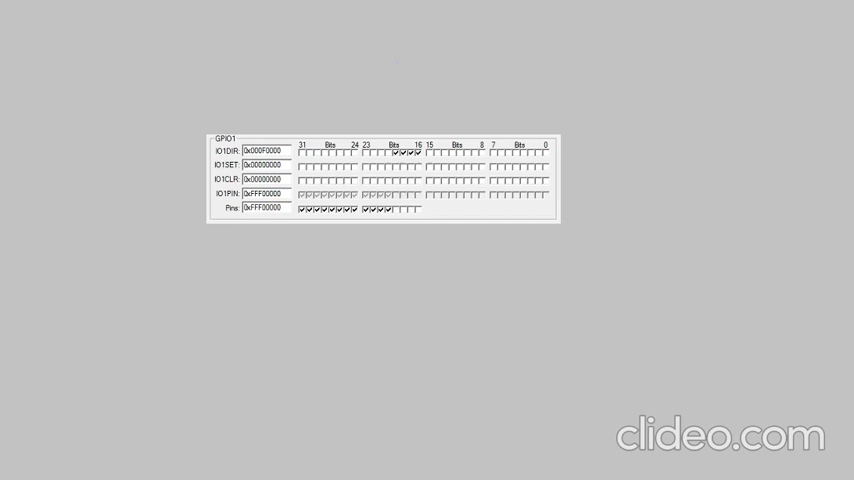 GPIO1
31 Bits 24 23 Bits 16 15 Bits 8 7 Bits 0
IO1DIR: 0x000F0000
IO1SET: 0x00000000
IO1CLR: 0x00000000
IO1PIN: 0xFFF00000
Pins: 0xFFF00000
clideo.com